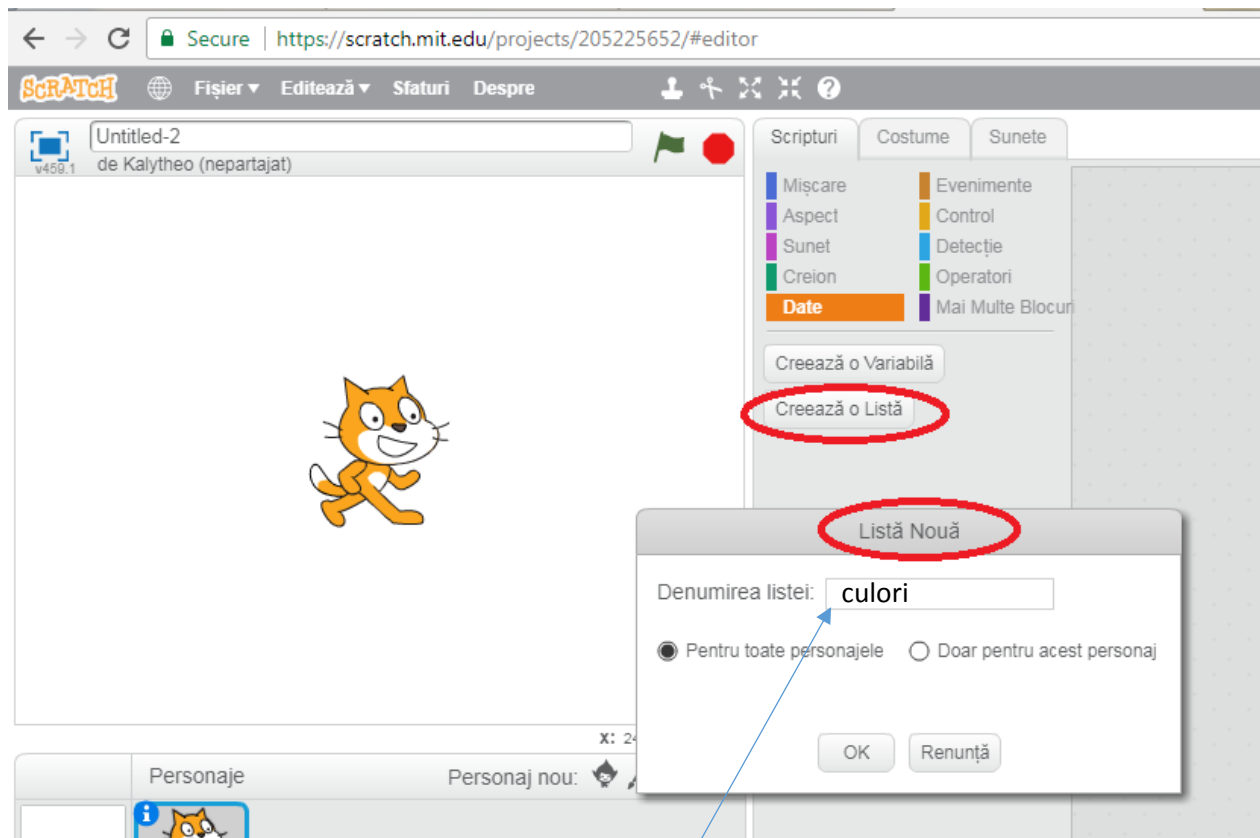 Secure | https://scratch.mit.edu/projects/205225652/#editor
SCRATCH Fișier Editează Sfaturi Despre
Untitled-2
v459.1 de Kalytheo (nepartajat)
Scripturi Costume Sunete
Mișcare Evenimente
Aspect Control
Sunet Detecție
Creion Operatori
Date Mai Multe Blocuri
Creează o Variabilă
Creează o Listă
Listă Nouă
Denumirea listei: culori
Pentru toate personajele Doar pentru acest personaj
OK Renunță
X: 24
Personaje Personaj nou: